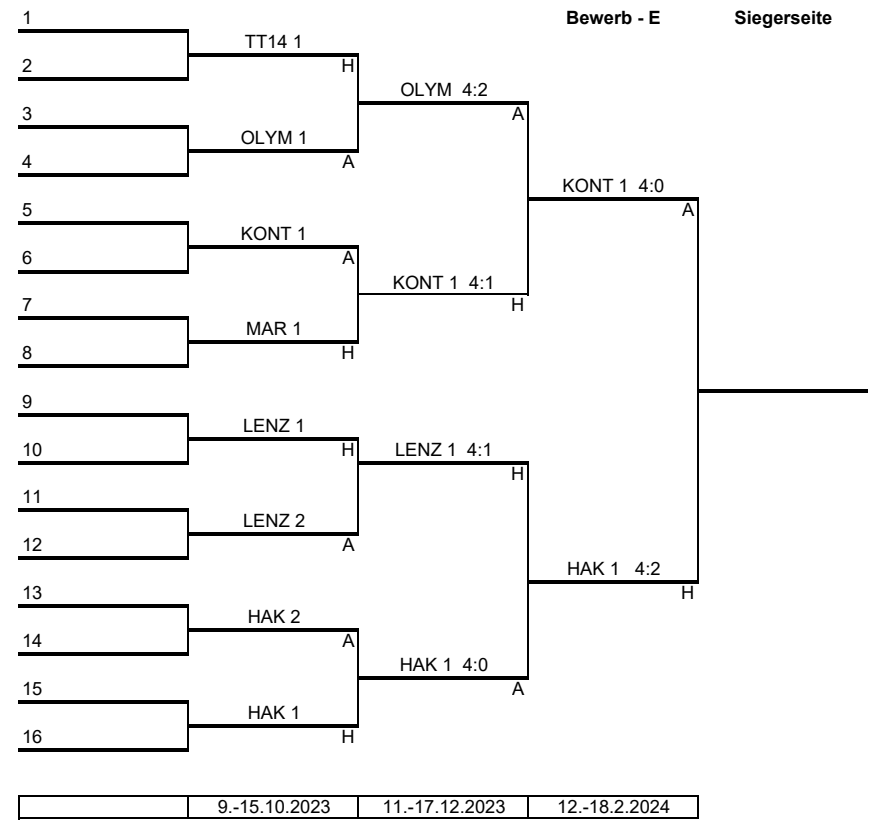 1 Bewerb - E Siegerseite
TT14 1
2 H
OLYM 4:2
3 A
OLYM 1
4 A
KONT 1 4:0
5 A
KONT 1
6 A
KONT 1 4:1
7 H
MAR 1
8 H
9
LENZ 1
10 H LENZ 1 4:1
H
11
LENZ 2
12 A
HAK 1 4:2
13 H
HAK 2
14 A
HAK 1 4:0
15 A
HAK 1
16 H
9.-15.10.2023 11.-17.12.2023 12.-18.2.2024